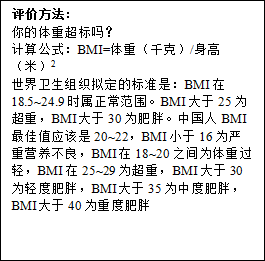 评价方法：
你的体重超标吗？
计算公式：BMI=体重（千克）/身高
（米）²
世界卫生组织拟定的标准是：BMI 在
18.5~24.9 时属正常范围。BMI 大于 25 为
超重，BMI 大于 30 为肥胖。中国人 BMI
最佳值应该是 20~22，BMI 小于 16 为严
重营养不良，BMI 在 18~20 之间为体重过
轻，BMI 在 25~29 为超重，BMI 大于 30
为轻度肥胖，BMI 大于 35 为中度肥胖，
BMI 大于 40 为重度肥胖